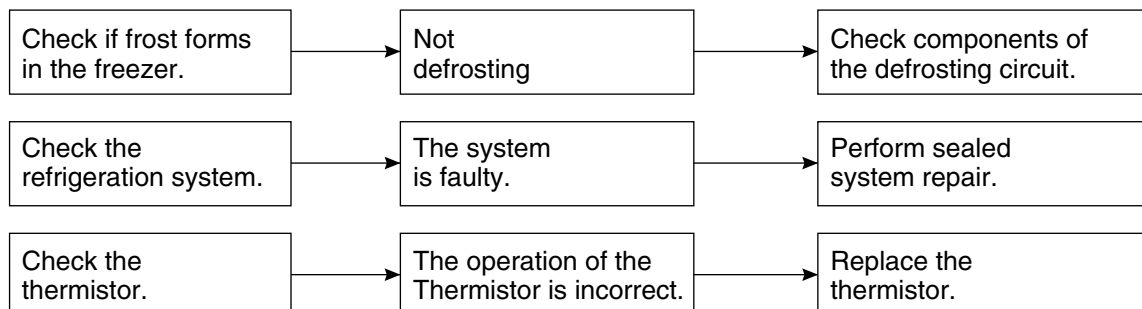 Check if frost forms
in the freezer.
Not
defrosting
Check components of
the defrosting circuit.
Check the
refrigeration system.
The system
is faulty.
Perform sealed
system repair.
Check the
thermistor.
The operation of the
Thermistor is incorrect.
Replace the
thermistor.